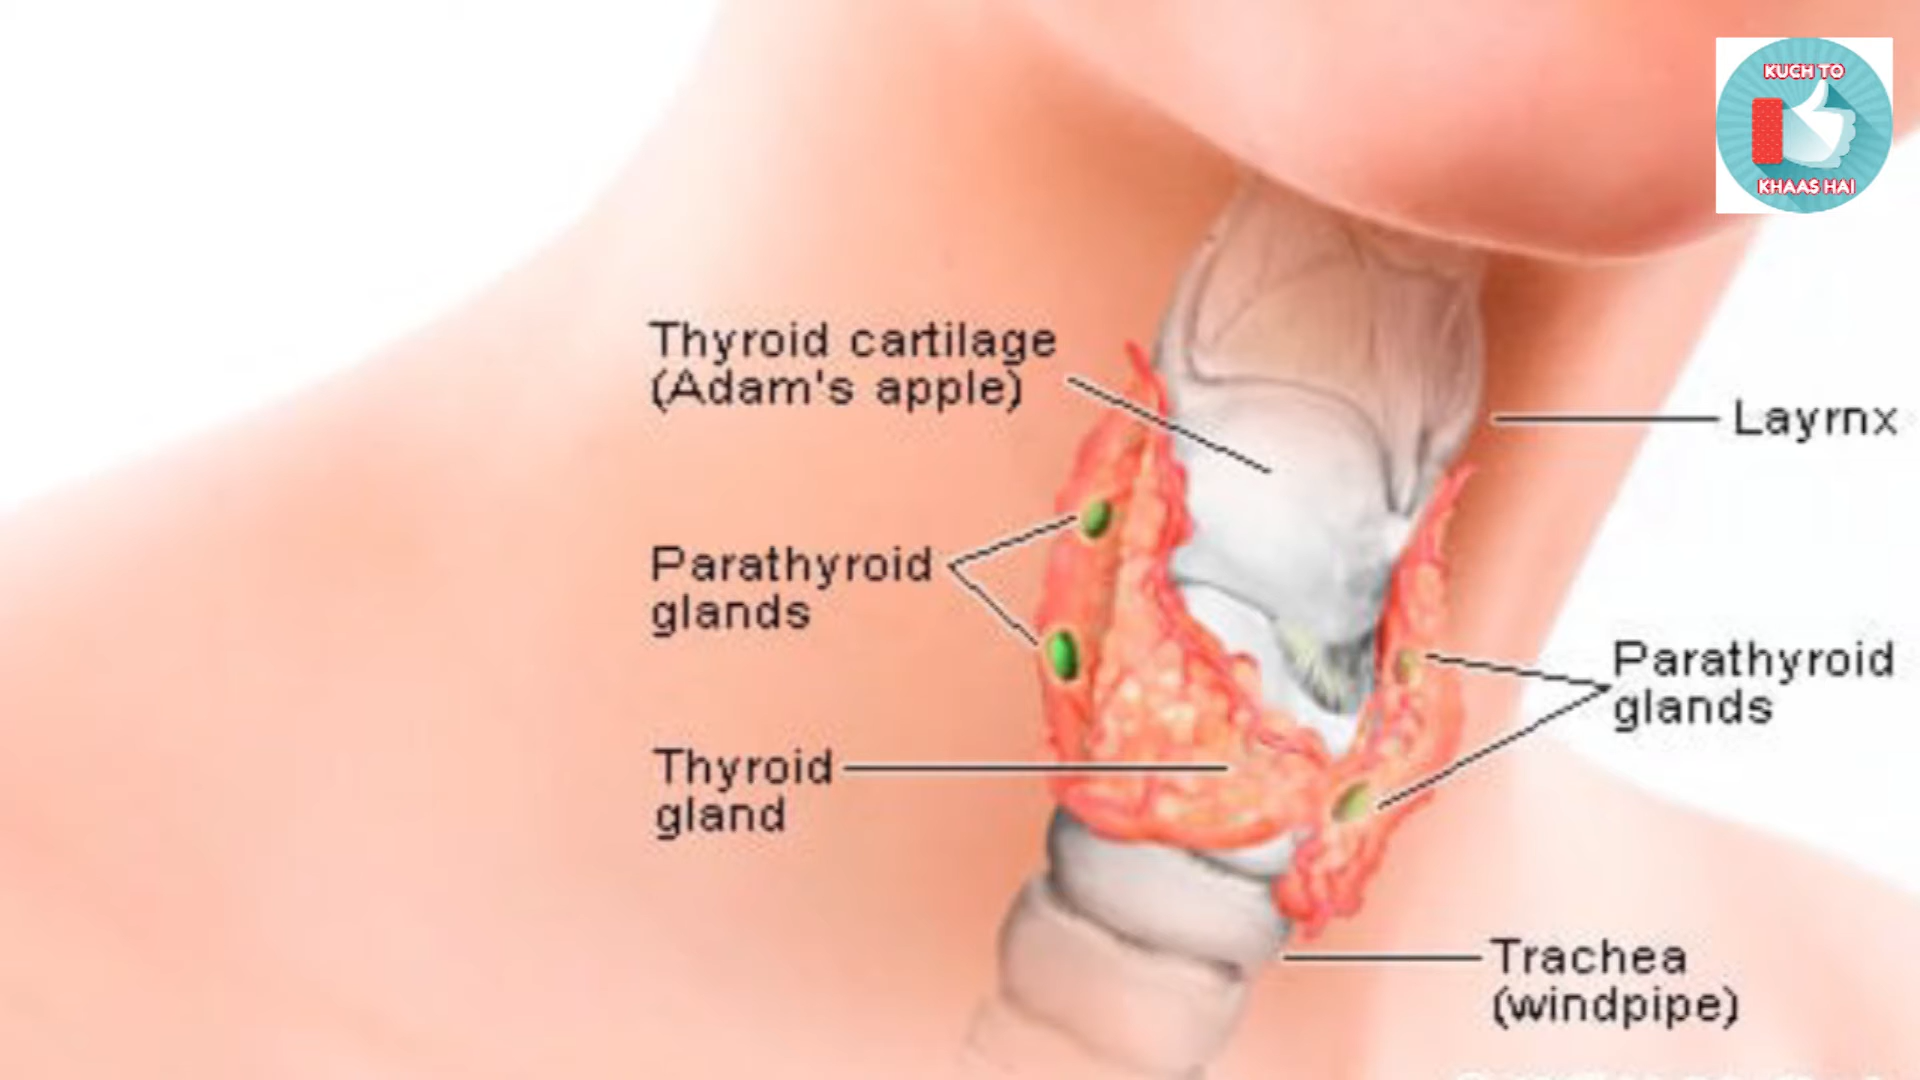 KUCH TO
KHAAS HAI
Thyroid cartilage
(Adam's apple)
Layrnx
Parathyroid
glands
Parathyroid
glands
Thyroid
gland
Trachea
(windpipe)